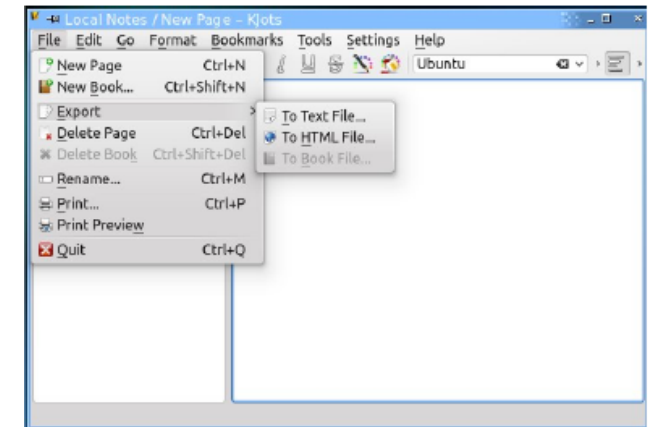 Local Notes / New Page – KJots
File Edit Go Format Bookmarks Tools Settings Help
New Page Ctrl+N
Ubuntu
New Book... Ctrl+Shift+N
Export
To Text File...
To HTML File...
To Book File...
Delete Page Ctrl+Del
Delete Book Ctrl+Shift+Del
Rename... Ctrl+M
Print... Ctrl+P
Print Preview
Quit Ctrl+Q